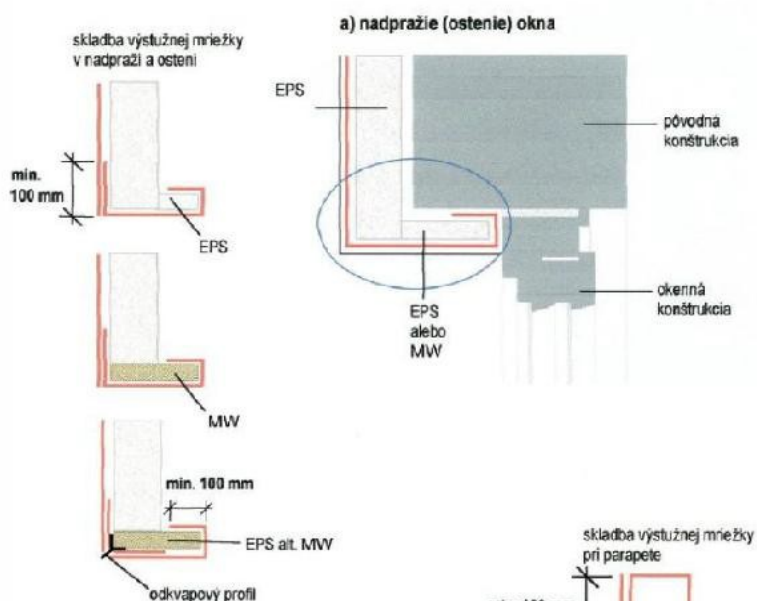 a) nadpražie (ostenie) okna
skladba výstužnej mriežky
v nadpraží a ostení
min.
100 mm
EPS
MW
min. 100 mm
EPS alt. MW
odkvapový profil
EPS
pôvodná
konštrukcia
okenná
konštrukcia
EPS
alebo
MW
skladba výstužnej mriežky
pri parapete